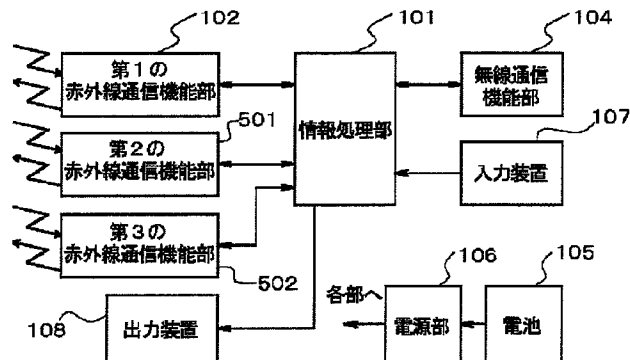 102
101
104
第1の
赤外線通信機能部
情報処理部
無線通信
機能部
501
107
第2の
赤外線通信機能部
入力装置
第3の
赤外線通信機能部
502
106
105
各部へ
108
出力装置
電源部
電池